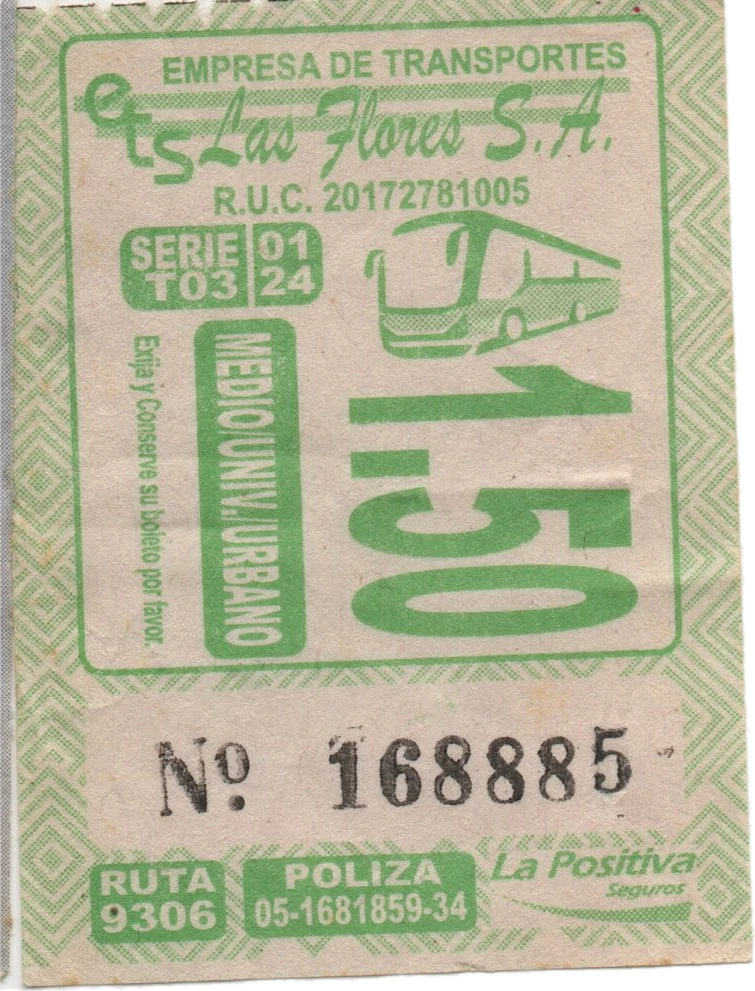 EMPRESA DE TRANSPORTES
ets Las Flores S.A.
R.U.C. 20172781005
SERIE 01
T03 24
1.50
MEDIO/UNIV./URBANO
Exija y Conserve su boleto por favor.
Nº. 168885
RUTA
9306
POLIZA
05-1681859-34
La Positiva
Seguros